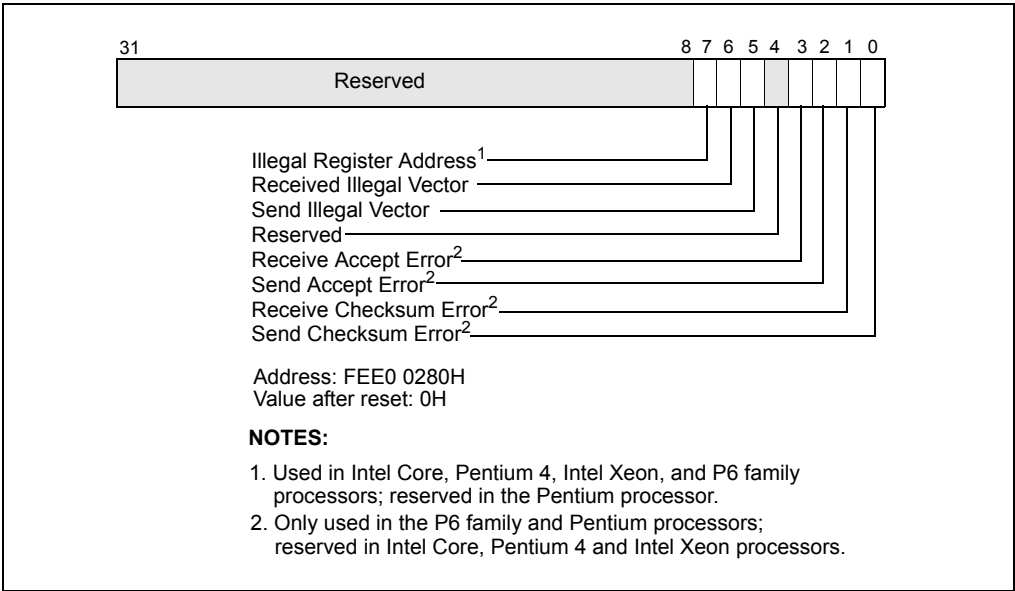 31 8 7 6 5 4 3 2 1 0
Reserved
Illegal Register Address1
Received Illegal Vector
Send Illegal Vector
Reserved
Receive Accept Error2
Send Accept Error2
Receive Checksum Error2
Send Checksum Error2
Address: FEE0 0280H
Value after reset: 0H
NOTES:
1. Used in Intel Core, Pentium 4, Intel Xeon, and P6 family
processors; reserved in the Pentium processor.
2. Only used in the P6 family and Pentium processors;
reserved in Intel Core, Pentium 4 and Intel Xeon processors.